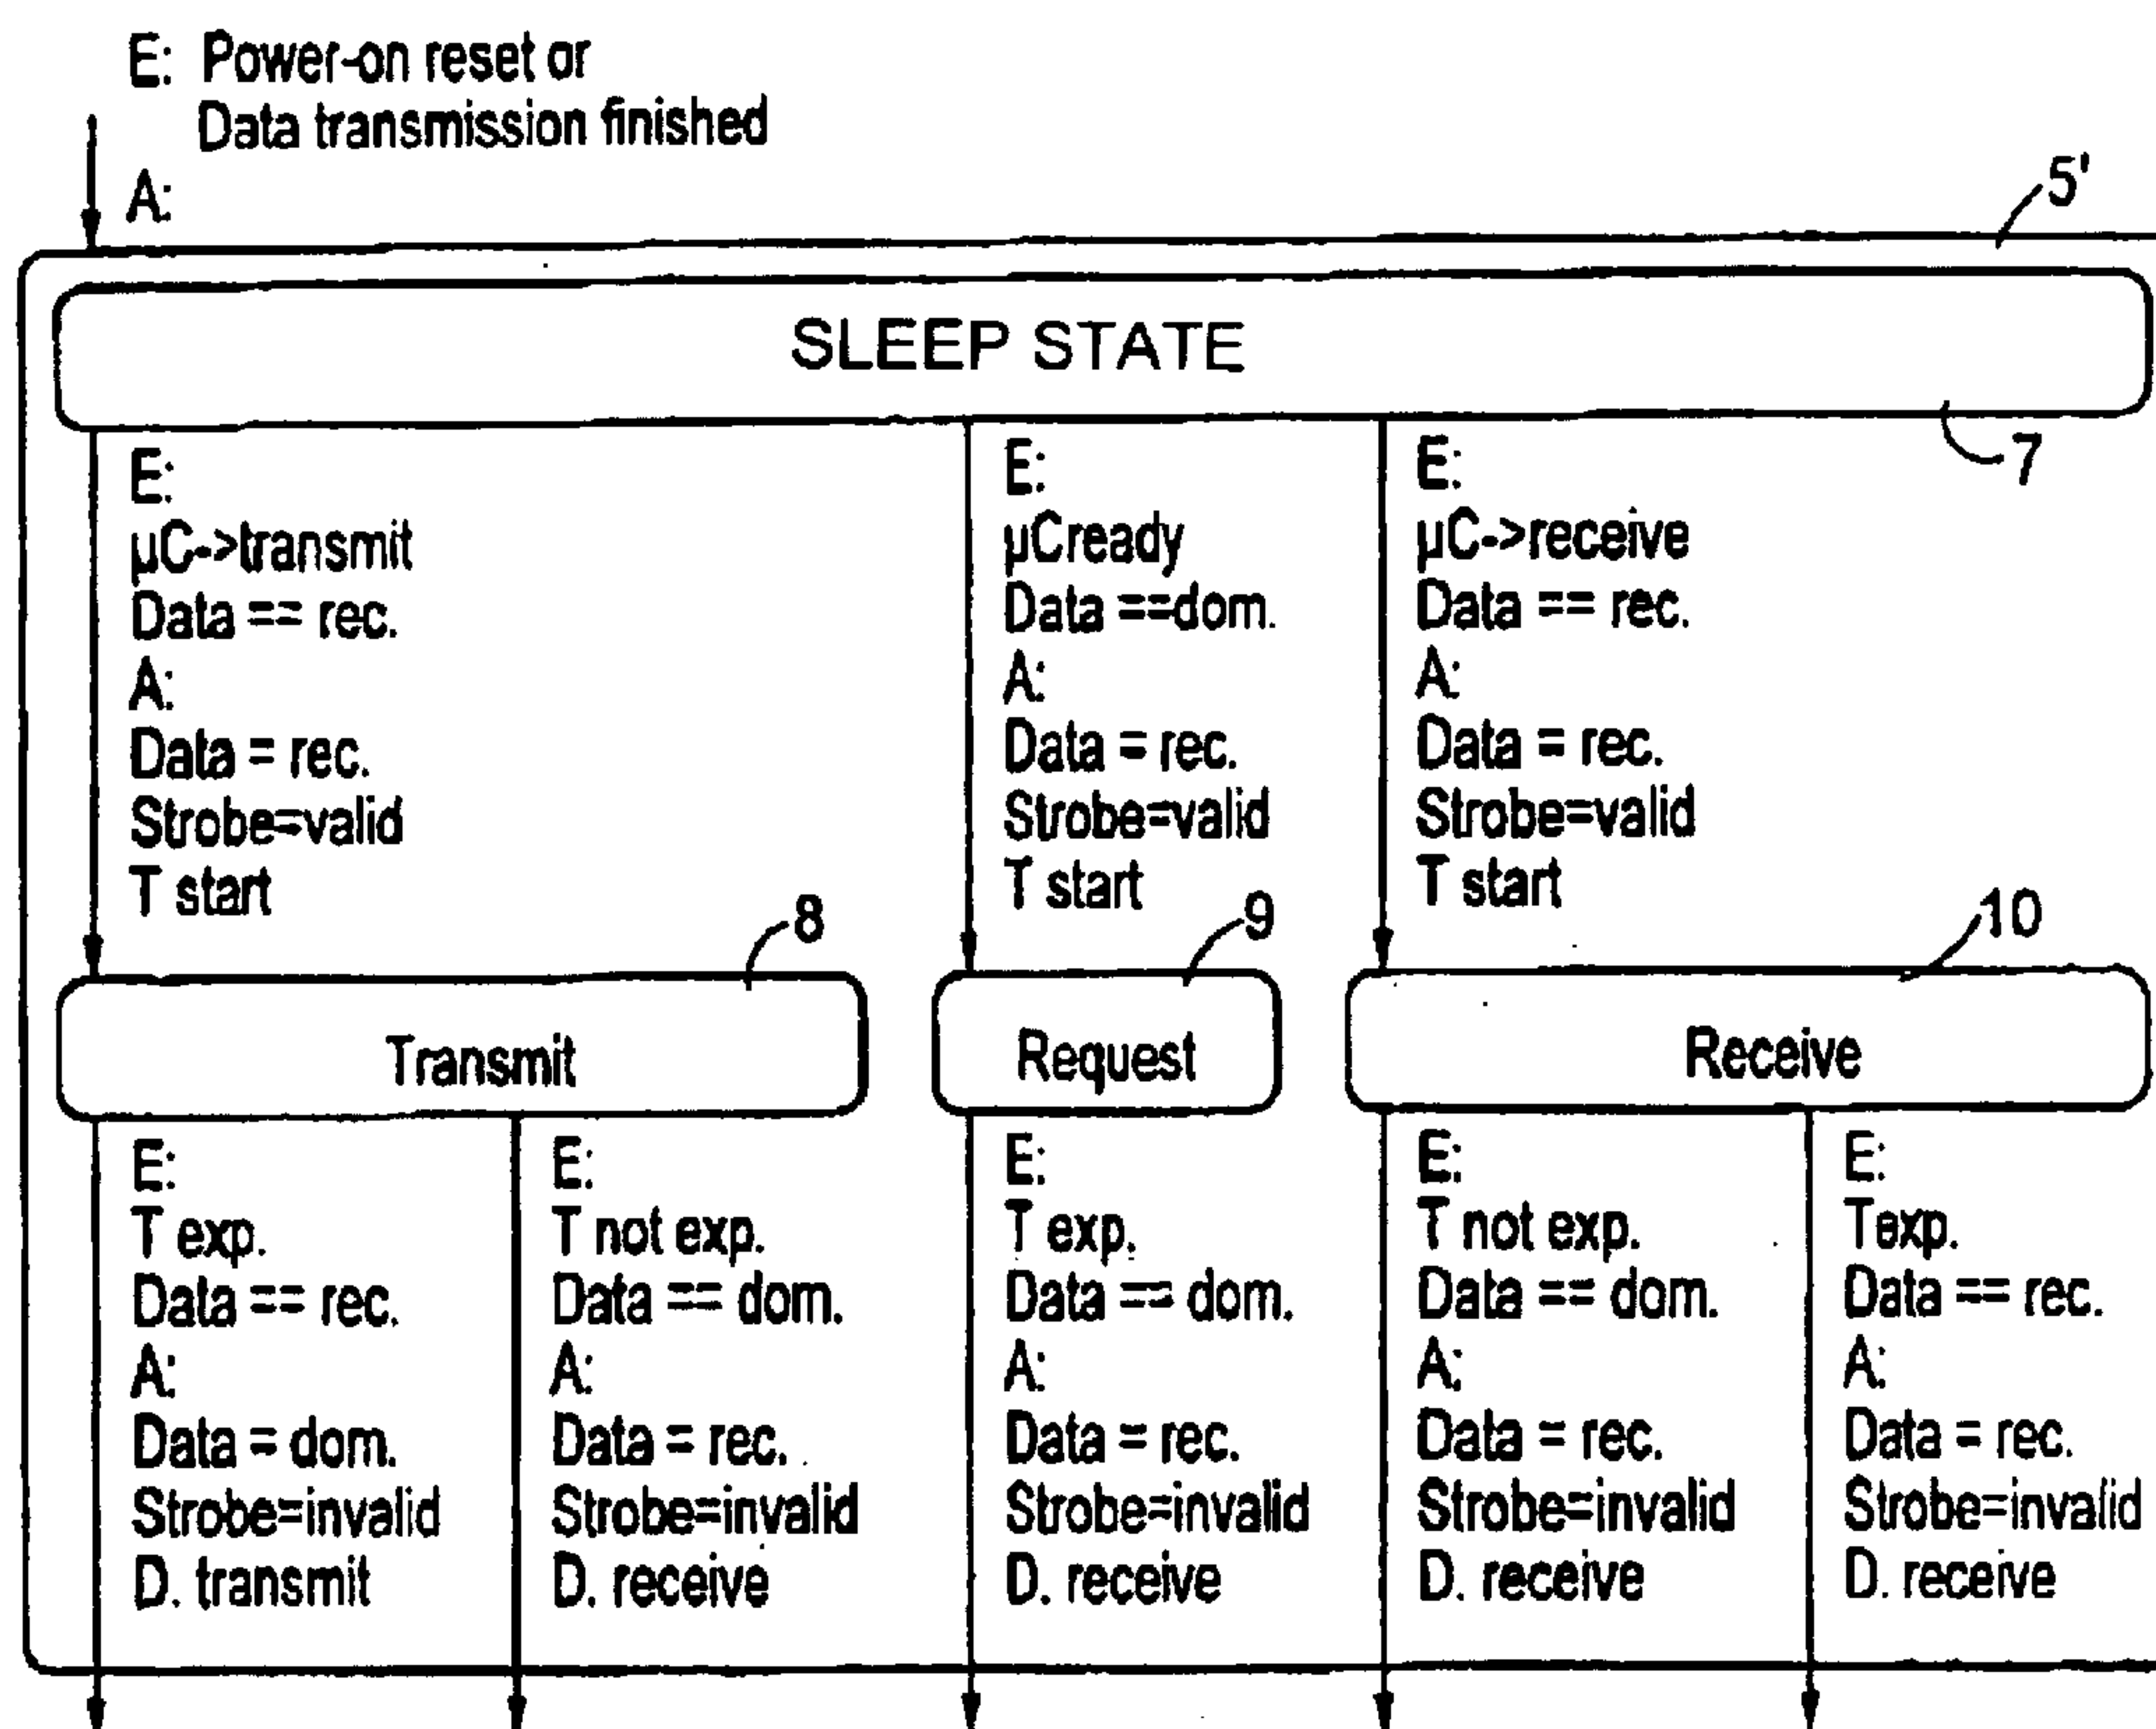 E: Power-on reset or
Data transmission finished
A:
5'
SLEEP STATE
7
E:
µC->transmit
Data == rec.
A:
Data = rec.
Strobe=valid
T start
E:
µCready
Data ==dom.
A:
Data = rec.
Strobe=valid
T start
E:
µC->receive
Data == rec.
A:
Data = rec.
Strobe=valid
T start
8
9
10
Transmit
Request
Receive
E:
T exp.
Data == rec.
A:
Data = dom.
Strobe=invalid
D. transmit
E:
T not exp.
Data == dom.
A:
Data = rec.
Strobe=invalid
D. receive
E:
T exp.
Data == dom.
A:
Data = rec.
Strobe=invalid
D. receive
E:
T not exp.
Data == dom.
A:
Data = rec.
Strobe=invalid
D. receive
E:
Texp.
Data == rec.
A:
Data = rec.
Strobe=invalid
D. receive